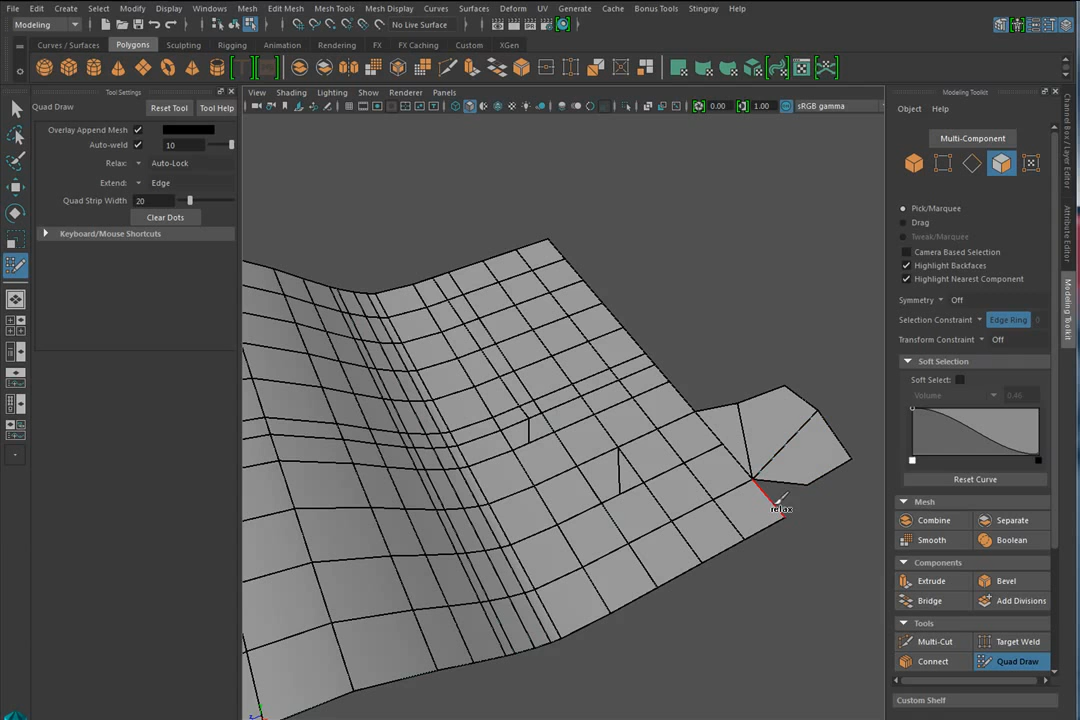 File Edit Create Select Modify Display Windows Mesh Edit Mesh Mesh Tools Mesh Display Curves Surfaces Deform UV Generate Cache Bonus Tools Stingray Help
Modeling No Live Surface
Curves / Surfaces Polygons Sculpting Rigging Animation Rendering FX FX Caching Custom XGen
Tool Settings
Quad Draw Reset Tool Tool Help
Overlay Append Mesh
Auto-weld 10
Relax: Auto-Lock
Extend: Edge
Quad Strip Width 20
Clear Dots
Keyboard/Mouse Shortcuts
View Shading Lighting Show Renderer Panels
0.00 1.00 sRGB gamma
relax
Modeling Toolkit
Object Help
Multi-Component
Pick/Marquee
Drag
Tweak/Marquee
Camera Based Selection
Highlight Backfaces
Highlight Nearest Component
Symmetry Off
Selection Constraint Edge Ring 0
Transform Constraint Off
Soft Selection
Soft Select:
Volume 0.46
Reset Curve
Mesh
Combine Separate
Smooth Boolean
Components
Extrude Bevel
Bridge Add Divisions
Tools
Multi-Cut Target Weld
Connect Quad Draw
Custom Shelf
Channel Box / Layer Editor
Attribute Editor
Modeling Toolkit